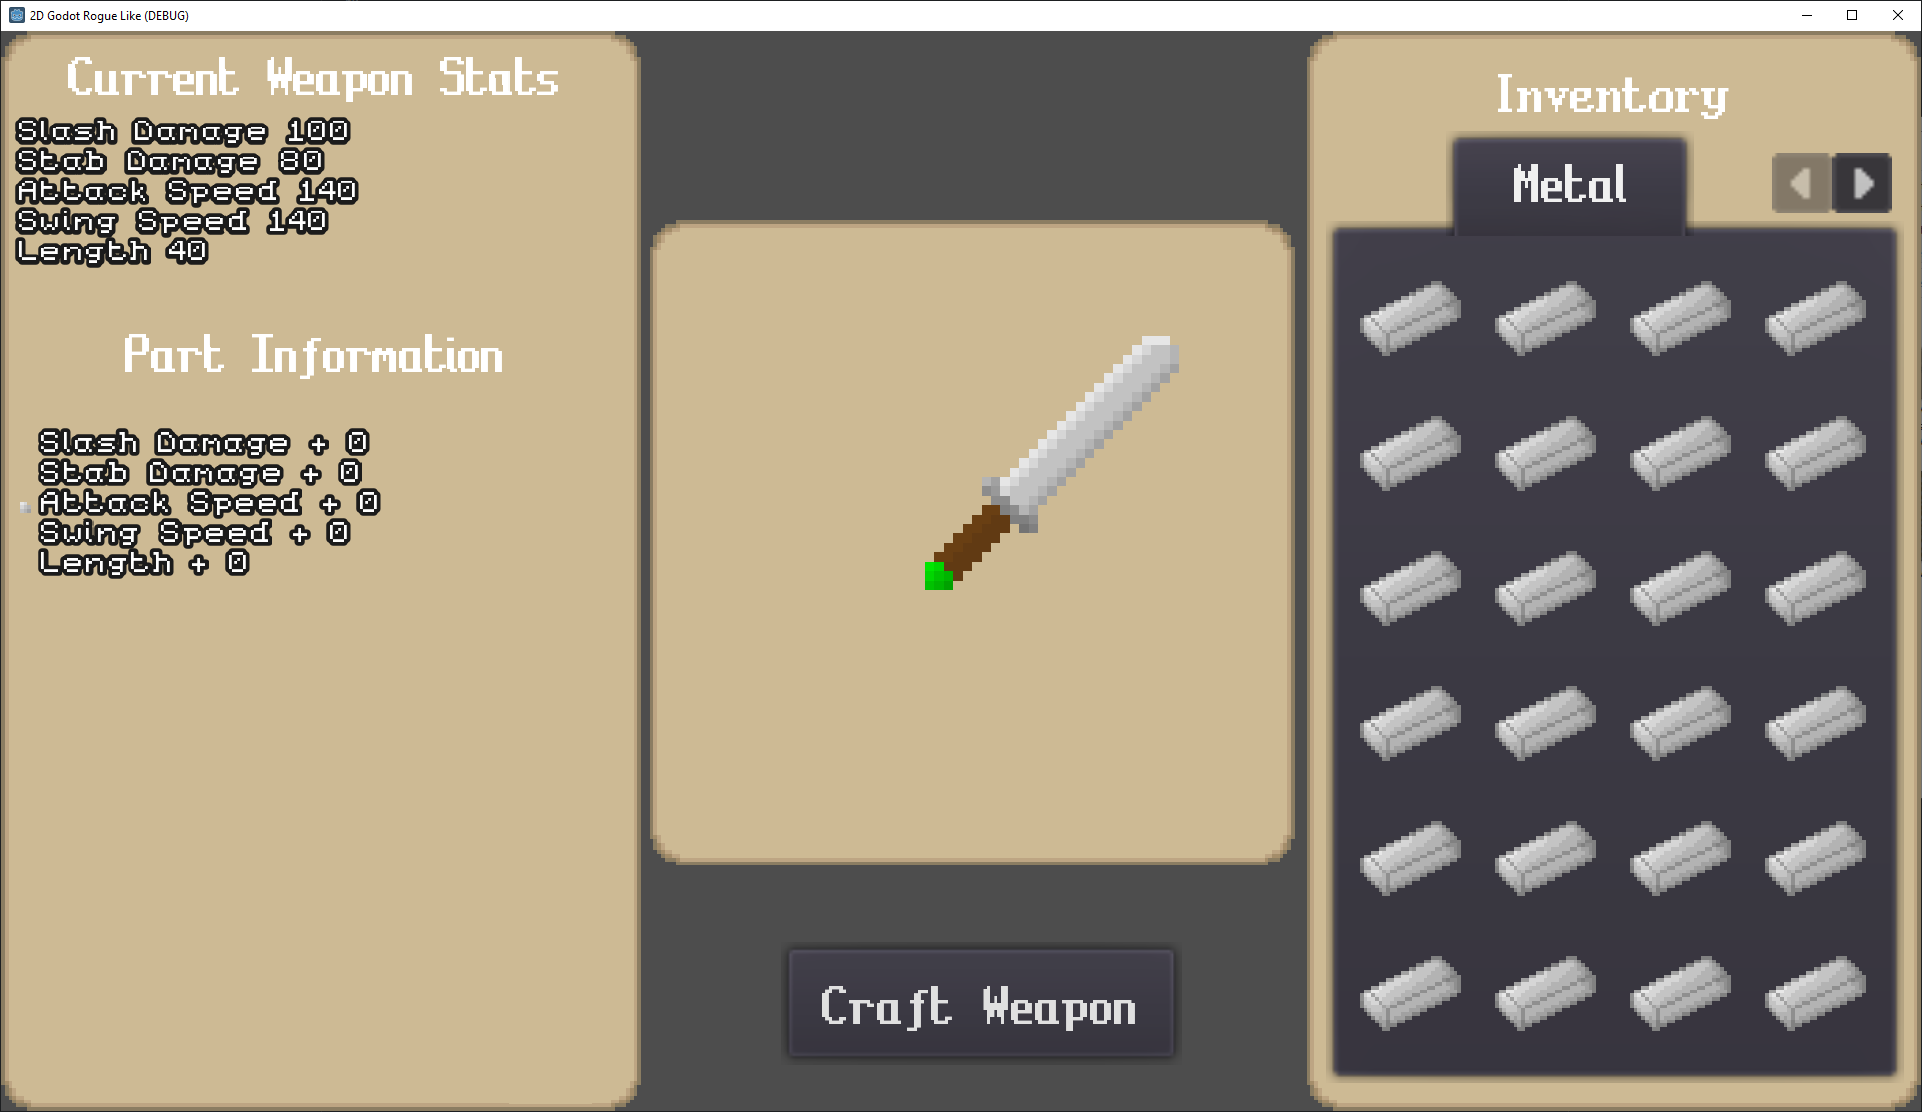 2D Godot Rogue Like (DEBUG)
Current Weapon Stats
Slash Damage 100
Stab Damage 80
Attack Speed 140
Swing Speed 140
Length 40
Part Information
Slash Damage + 0
Stab Damage + 0
Attack Speed + 0
Swing Speed + 0
Length + 0
Craft Weapon
Inventory
Metal